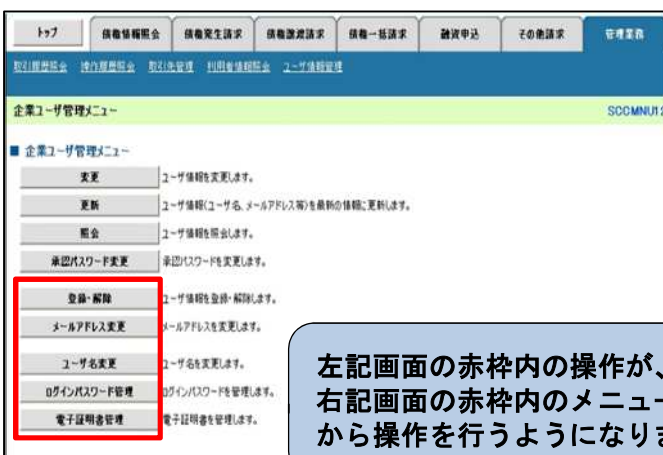 トップ 債権情報照会 債権発生請求 債権譲渡請求 債権一括請求 融資申込 その他請求 管理業務
取引履歴照会 操作履歴照会 取引先管理 利用者情報照会 ユーザ情報管理
企業ユーザ管理メニュー SCCMNU12
■ 企業ユーザ管理メニュー
変更 ユーザ情報を変更します。
更新 ユーザ情報(ユーザ名、メールアドレス等)を最新の情報に更新します。
照会 ユーザ情報を照会します。
承認パスワード変更 承認パスワードを変更します。
登録・解除 ユーザ情報を登録・解除します。
メールアドレス変更 メールアドレスを変更します。
ユーザ名変更 ユーザ名を変更します。
ログインパスワード管理 ログインパスワードを管理します。
電子証明書管理 電子証明書を管理します。
左記画面の赤枠内の操作が、
右記画面の赤枠内のメニュー
から操作を行うようになりま